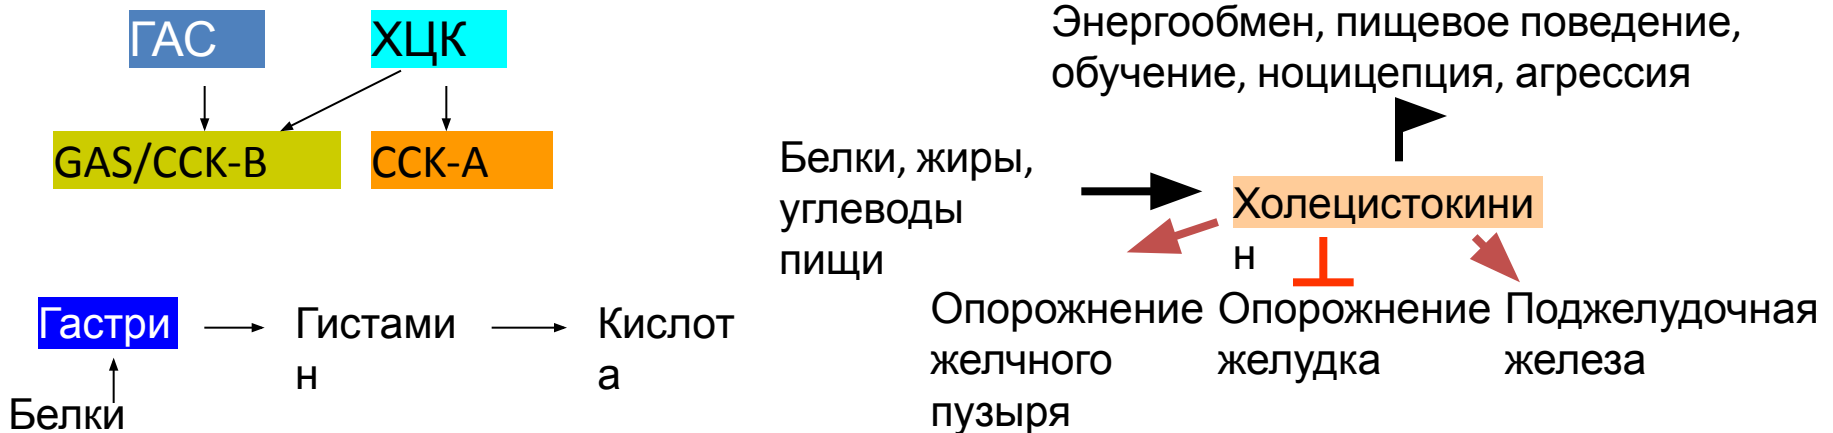 ГАС
ХЦК
GAS/CCK-B
CCK-A
Гастри
Гистами
н
Кислот
а
Белки
Энергообмен, пищевое поведение,
обучение, ноцицепция, агрессия
Белки, жиры,
углеводы
пищи
Холецистокини
н
Опорожнение
желчного
пузыря
Опорожнение
желудка
Поджелудочная
железа